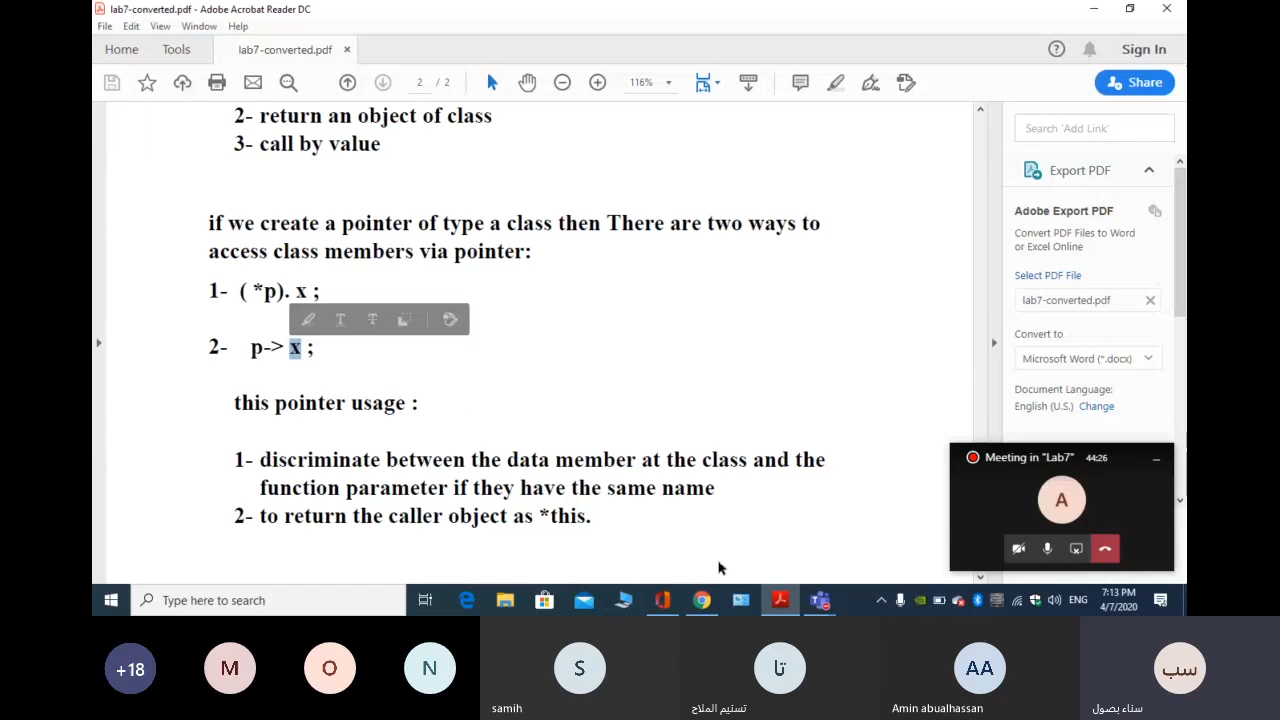 lab7-converted.pdf - Adobe Acrobat Reader DC
File Edit View Window Help
Home Tools lab7-converted.pdf × Sign In
2 / 2 116% Share
2- return an object of class
3- call by value
if we create a pointer of type a class then There are two ways to
access class members via pointer:
1- ( *p). x ;
2- p-> x ;
this pointer usage :
1- discriminate between the data member at the class and the
function parameter if they have the same name
2- to return the caller object as *this.
Search 'Add Link'
Export PDF
Adobe Export PDF
Convert PDF Files to Word
or Excel Online
Select PDF File
lab7-converted.pdf
Convert to
Microsoft Word (*.docx)
Document Language:
English (U.S.) Change
Meeting in "Lab7" 44:26
A
Type here to search
ENG
7:13 PM
4/7/2020
+18 M O N S تا AA سب
samih تسنيم الملاح Amin abualhassan سناء بصول